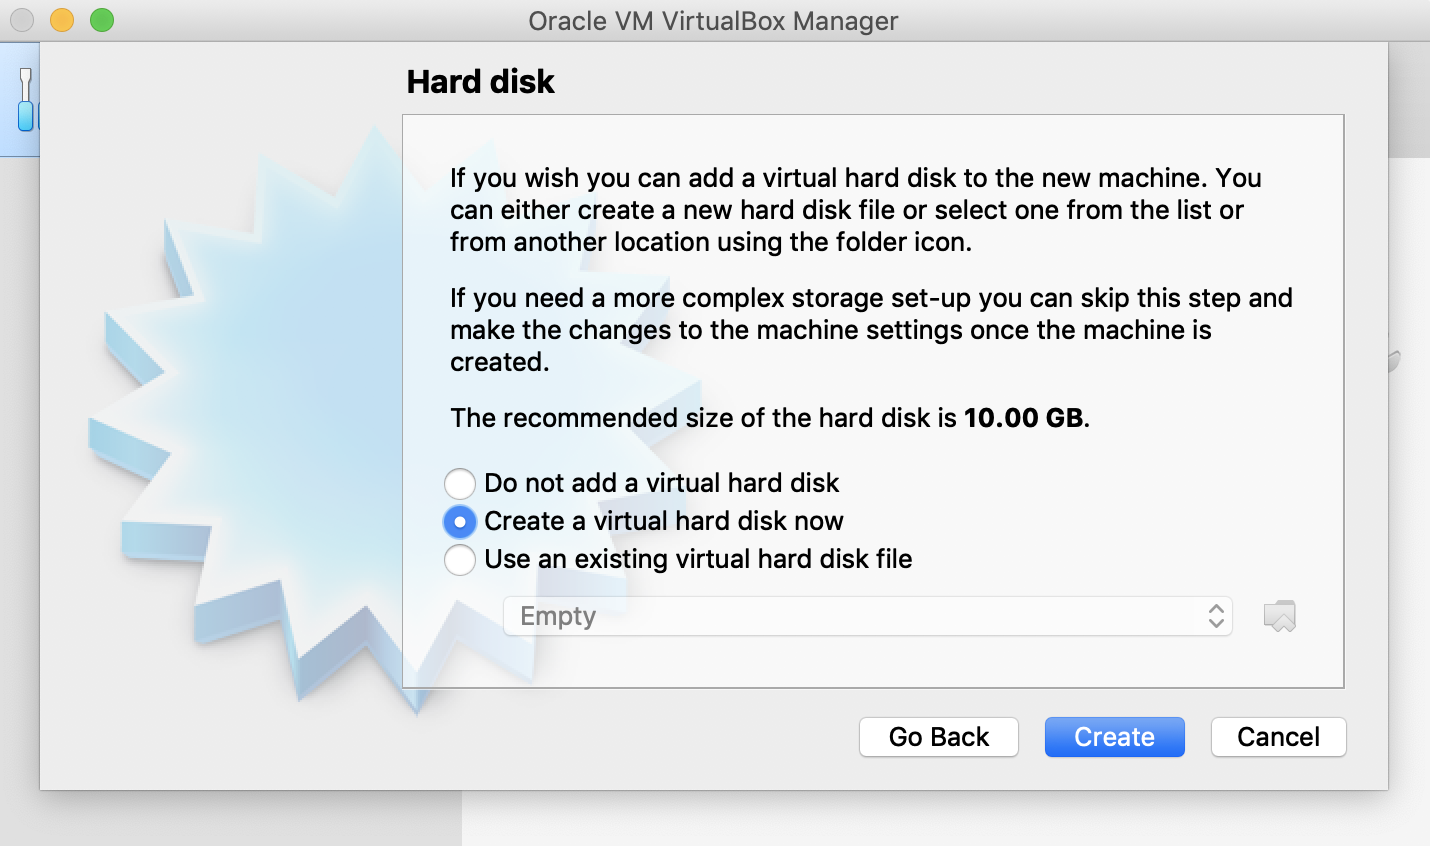 Oracle VM VirtualBox Manager
Hard disk
If you wish you can add a virtual hard disk to the new machine. You
can either create a new hard disk file or select one from the list or
from another location using the folder icon.
If you need a more complex storage set-up you can skip this step and
make the changes to the machine settings once the machine is
created.
The recommended size of the hard disk is 10.00 GB.
Do not add a virtual hard disk
Create a virtual hard disk now
Use an existing virtual hard disk file
Empty
Go Back
Create
Cancel